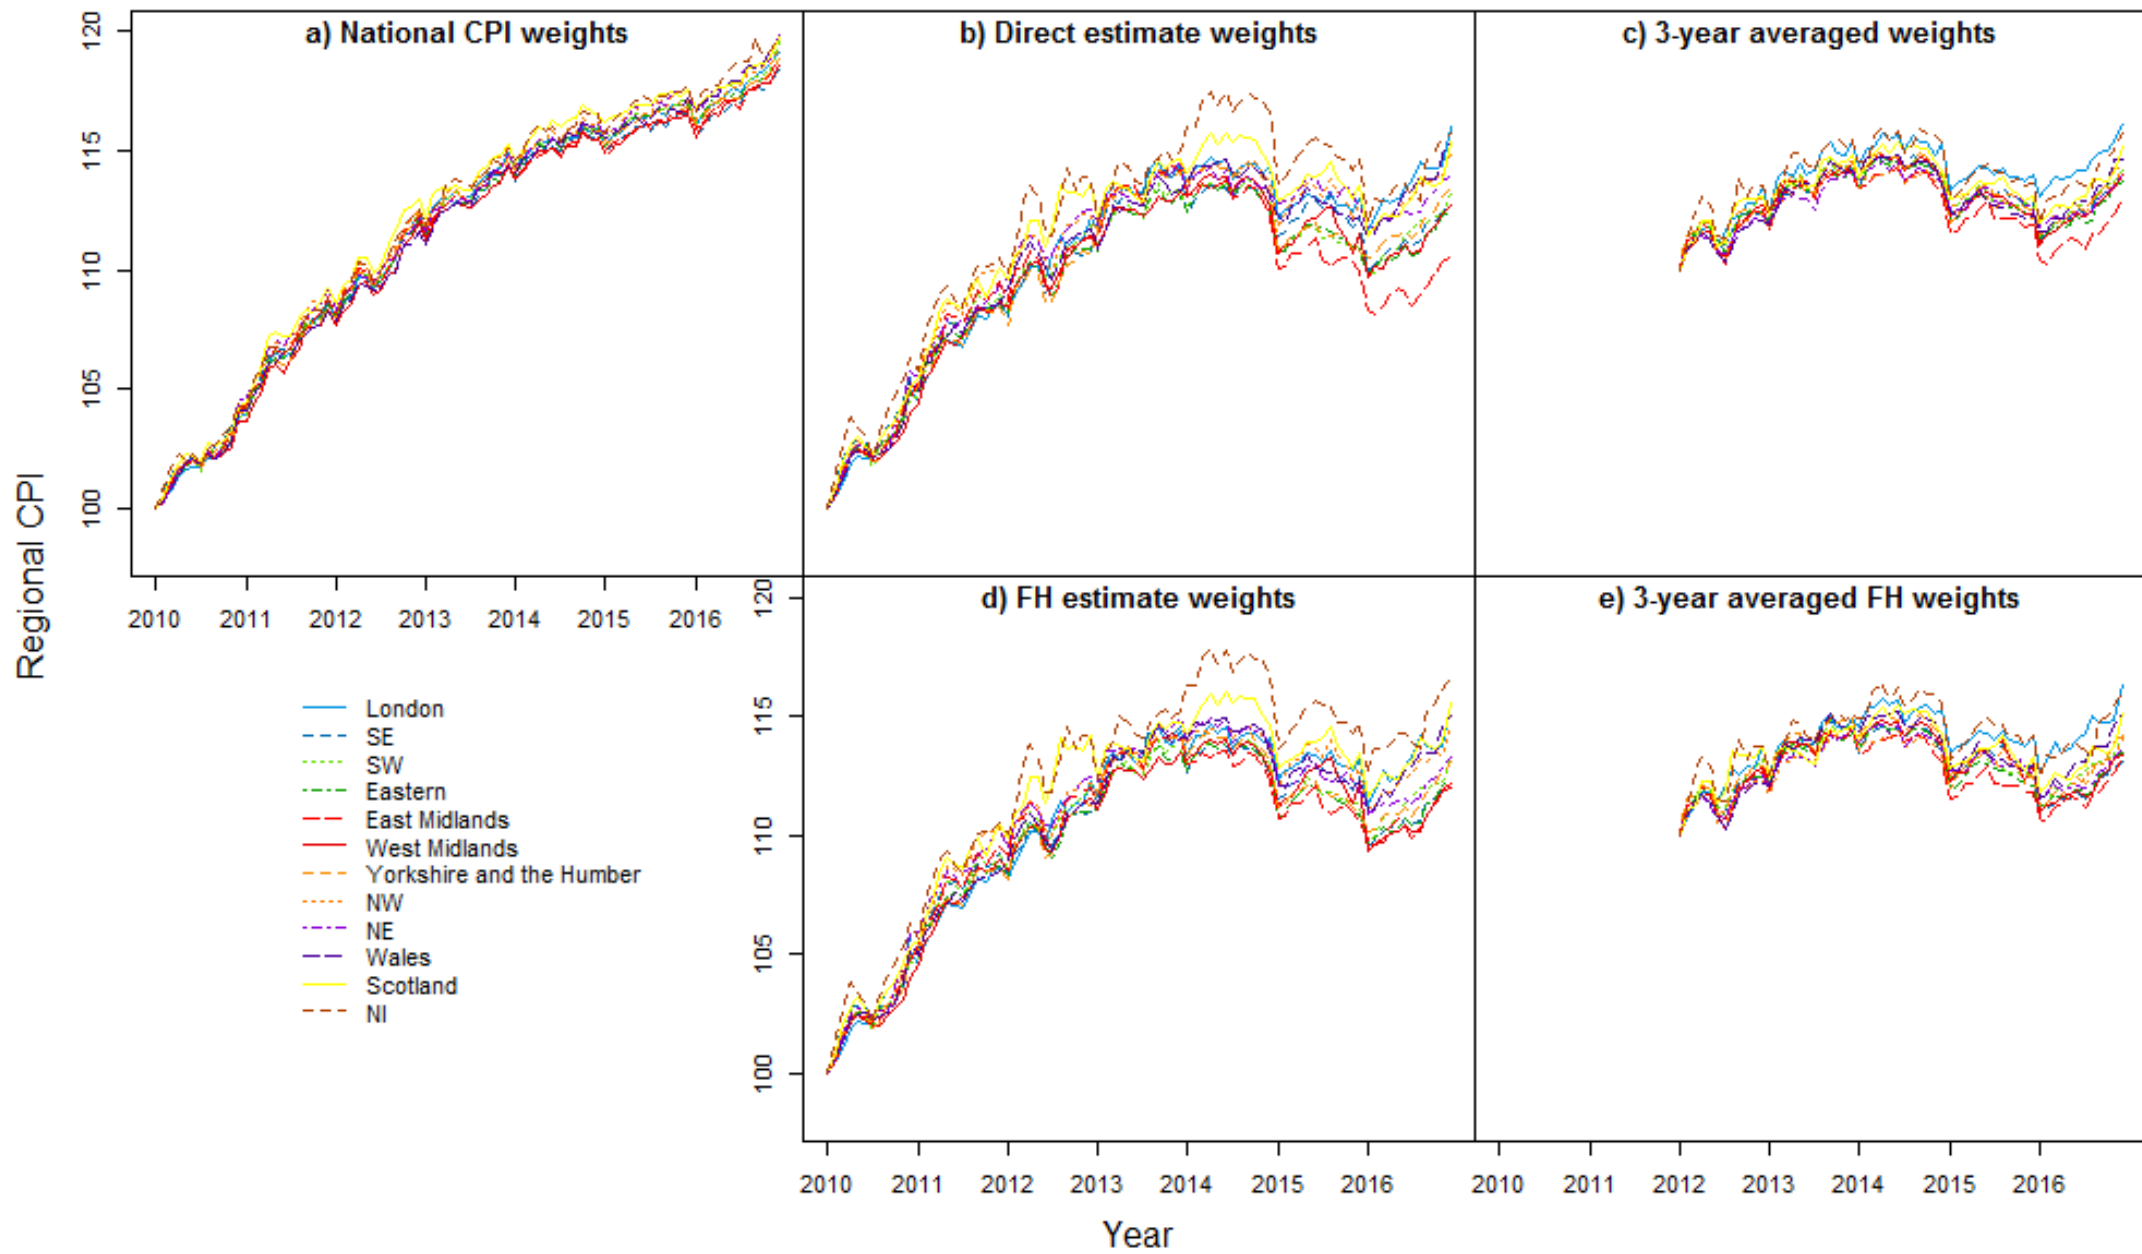 a) National CPI weights
b) Direct estimate weights
c) 3-year averaged weights
120
115
110
105
100
Regional CPI
2010 2011 2012 2013 2014 2015 2016
d) FH estimate weights
e) 3-year averaged FH weights
120
115
110
105
100
London
SE
SW
Eastern
East Midlands
West Midlands
Yorkshire and the Humber
NW
NE
Wales
Scotland
NI
2010 2011 2012 2013 2014 2015 2016
2010 2011 2012 2013 2014 2015 2016
Year